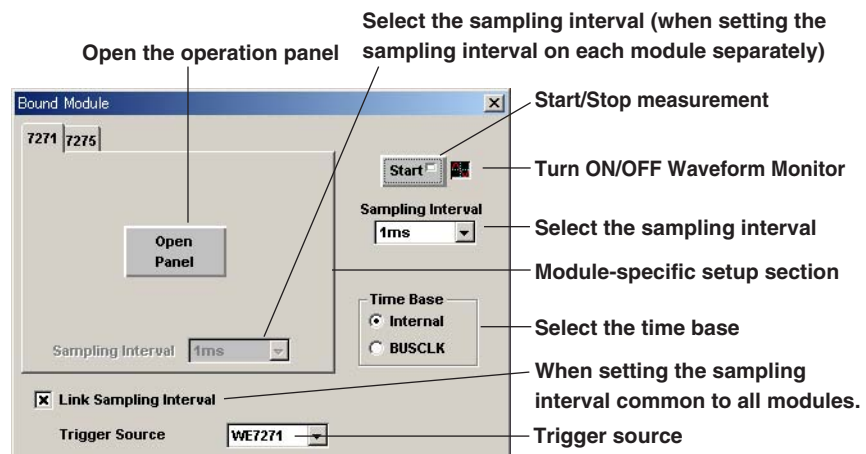 Select the sampling interval (when setting the
sampling interval on each module separately)
Open the operation panel
Bound Module
Start/Stop measurement
7271 7275
Start
Turn ON/OFF Waveform Monitor
Sampling Interval
1ms
Select the sampling interval
Open
Panel
Module-specific setup section
Time Base
Internal
BUSCLK
Select the time base
Sampling Interval 1ms
When setting the sampling
interval common to all modules.
Link Sampling Interval
Trigger Source WE7271
Trigger source